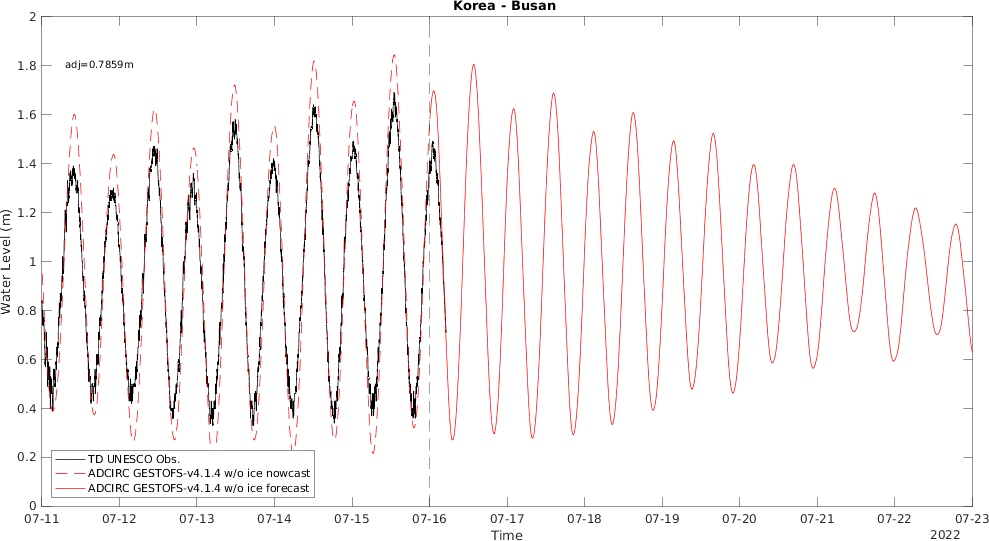 Korea - Busan
2
1.8
1.6
1.4
1.2
1
0.8
0.6
0.4
0.2
0
Water Level (m)
adj=0.7859m
TD UNESCO Obs.
ADCIRC GESTOFS-v4.1.4 w/o ice nowcast
ADCIRC GESTOFS-v4.1.4 w/o ice forecast
07-11 07-12 07-13 07-14 07-15 07-16 07-17 07-18 07-19 07-20 07-21 07-22 07-23
Time
2022